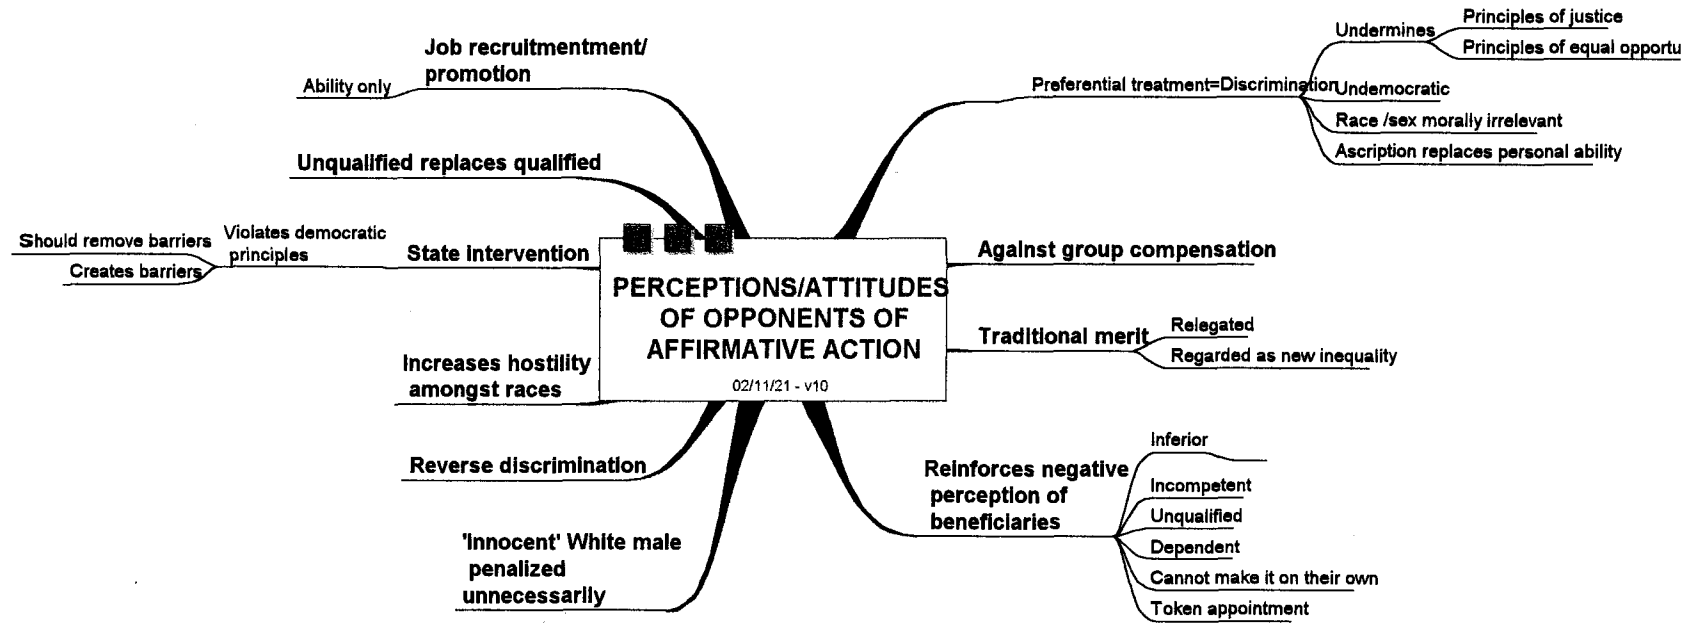 Job recruitmentment/
promotion
Ability only
Unqualified replaces qualified
Should remove barriers
Creates barriers
Violates democratic
principles
State intervention
Increases hostility
amongst races
Reverse discrimination
'Innocent' White male
penalized
unnecessarily
PERCEPTIONS/ATTITUDES
OF OPPONENTS OF
AFFIRMATIVE ACTION
02/11/21 - v10
Preferential treatment=Discrimination
Undermines
Principles of justice
Principles of equal opportu
Undemocratic
Race /sex morally irrelevant
Ascription replaces personal ability
Against group compensation
Traditional merit
Relegated
Regarded as new inequality
Reinforces negative
perception of
beneficiaries
Inferior
Incompetent
Unqualified
Dependent
Cannot make it on their own
Token appointment